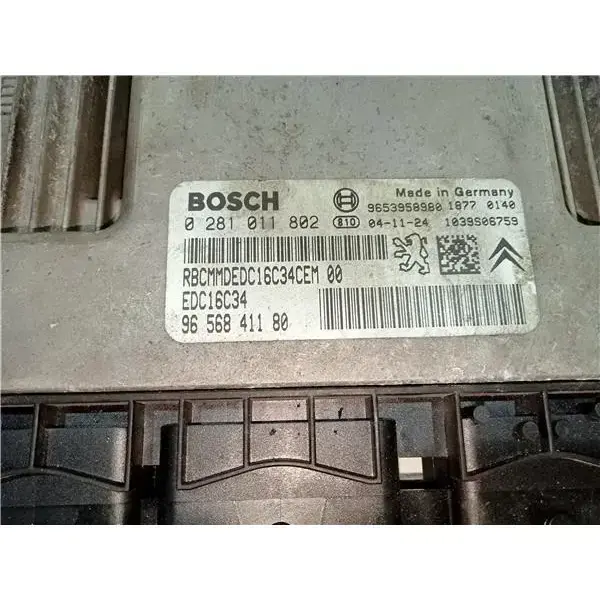 BOSCH
Made in Germany
9653958980 1877 0140
0 281 011 802 810 04-11-24 1039S06759
RBCMMDEDC16C34CEM 00
EDC16C34
96 568 411 80